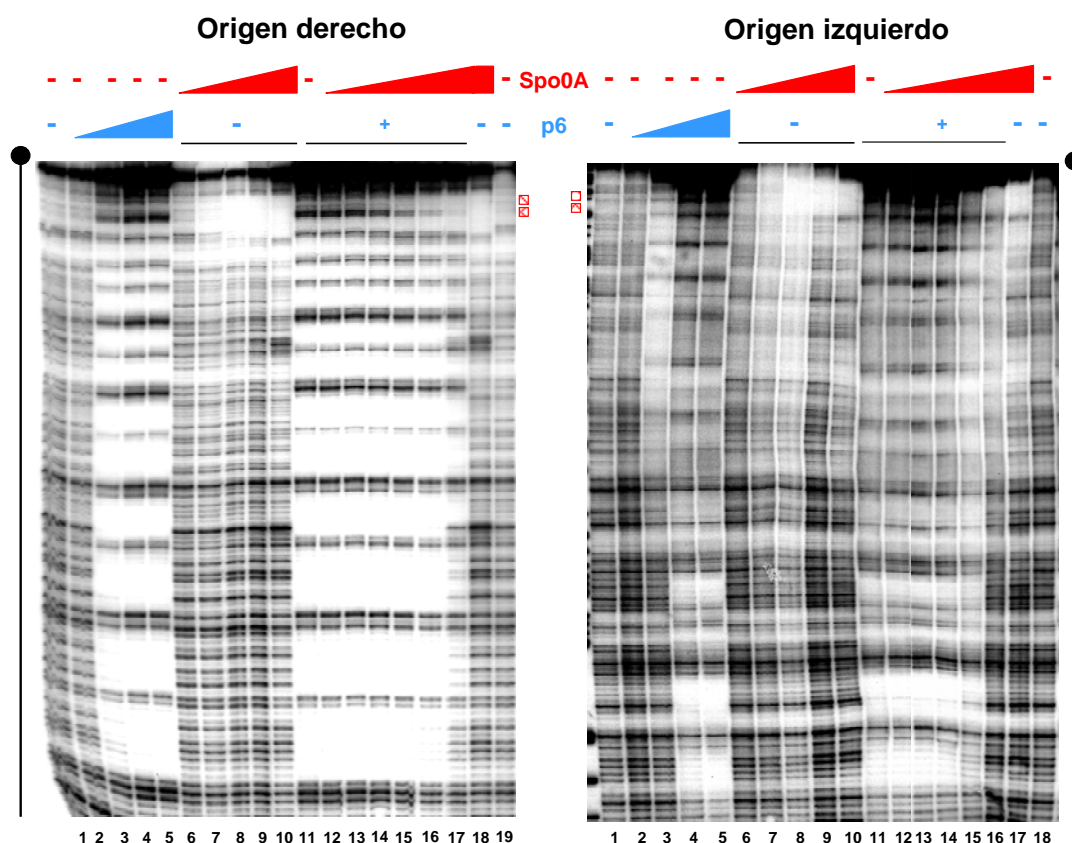 Origen derecho Origen izquierdo
- - - - - - - Spo0A - - - - - - -
- - + - - p6 - - + - -
1 2 3 4 5 6 7 8 9 10 11 12 13 14 15 16 17 18 19 1 2 3 4 5 6 7 8 9 10 11 12 13 14 15 16 17 18